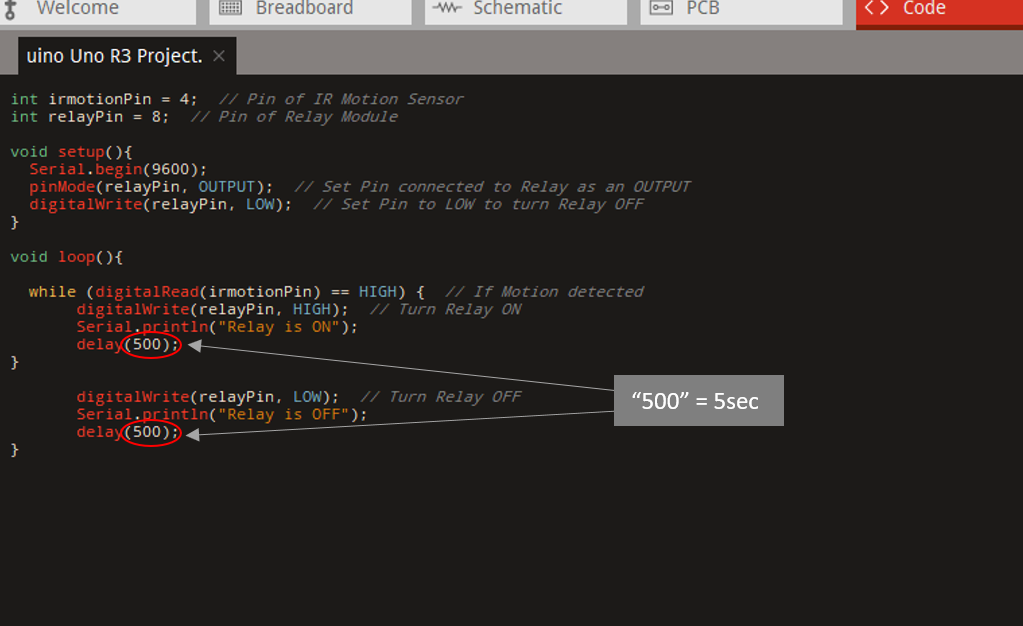 Welcome
Breadboard
Schematic
PCB
<> Code
uino Uno R3 Project. ×
int irmotionPin = 4;  // Pin of IR Motion Sensor
int relayPin = 8;  // Pin of Relay Module
void setup(){
Serial.begin(9600);
pinMode(relayPin, OUTPUT);  // Set Pin connected to Relay as an OUTPUT
digitalWrite(relayPin, LOW);  // Set Pin to LOW to turn Relay OFF
}
void loop(){
while (digitalRead(irmotionPin) == HIGH) {  // If Motion detected
digitalWrite(relayPin, HIGH);  // Turn Relay ON
Serial.println("Relay is ON");
delay(500);
}
digitalWrite(relayPin, LOW);  // Turn Relay OFF
Serial.println("Relay is OFF");
delay(500);
}
“500” = 5sec